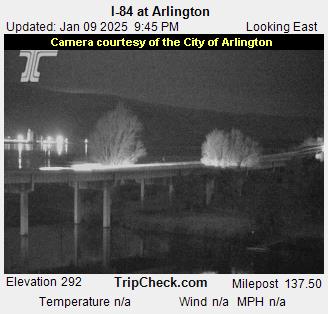 I-84 at Arlington
Updated: Jan 09 2025 9:45 PM Looking East
Camera courtesy of the City of Arlington
Elevation 292 TripCheck.com Milepost 137.50
Temperature n/a Wind n/a MPH n/a